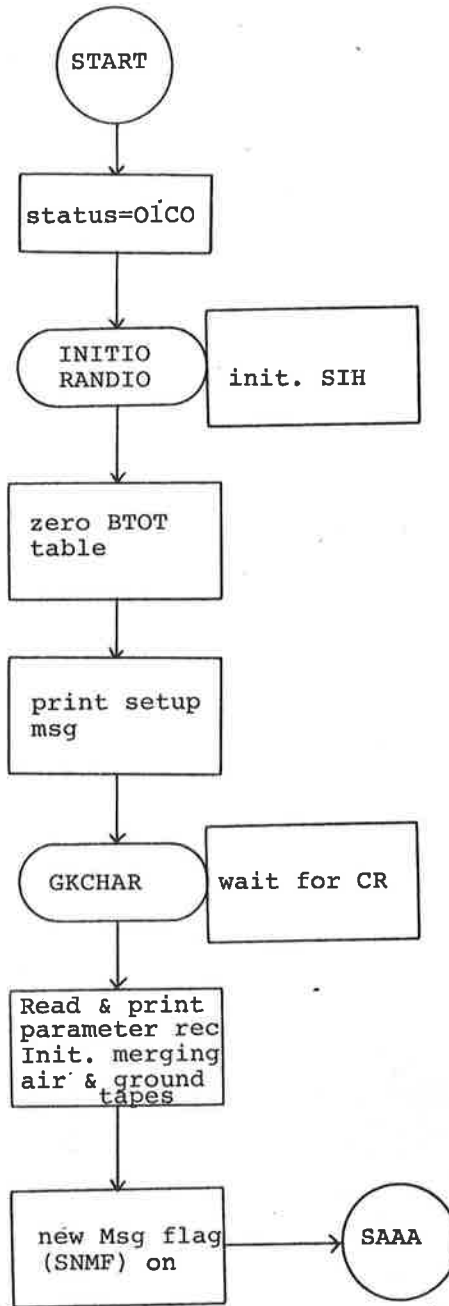 START
status=01C0
INITIO
RANDIO
init. SIH
zero BTOT
table
print setup
msg
GKCHAR
wait for CR
Read & print
parameter rec
Init. merging
air & ground
tapes
new Msg flag
(SNMF) on
SAAA